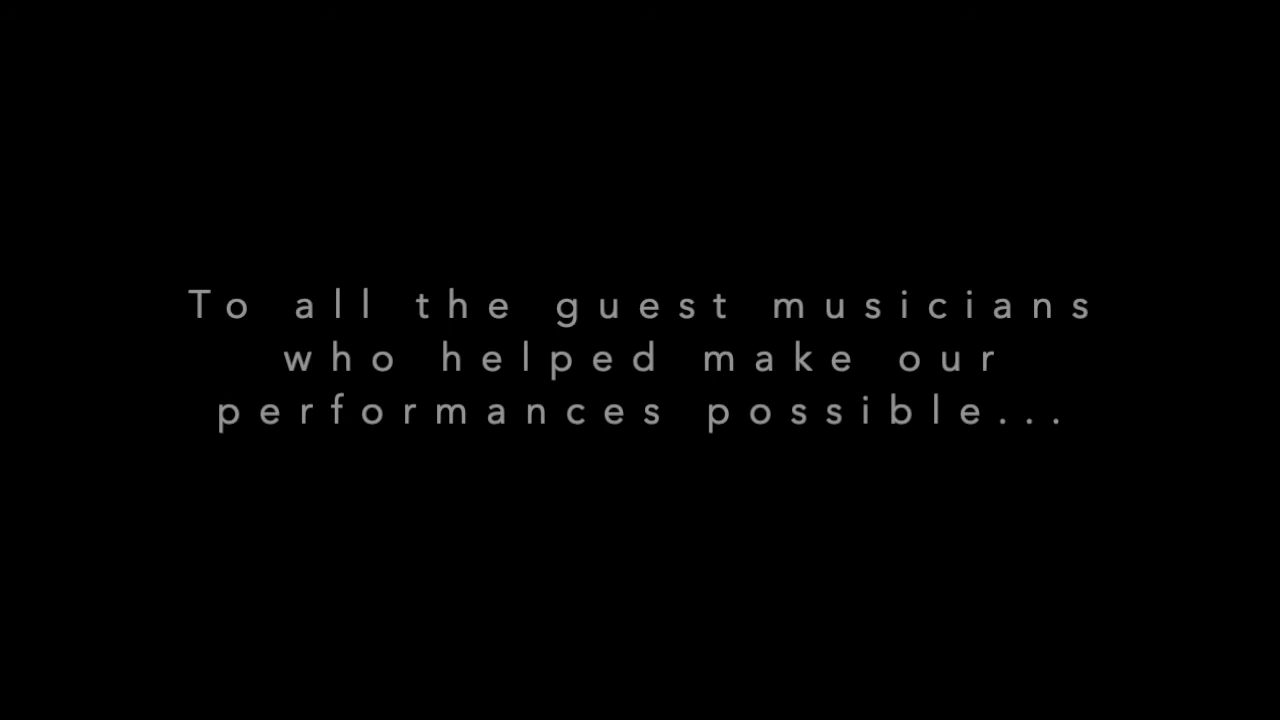 To all the guest musicians
who helped make our
performances possible...